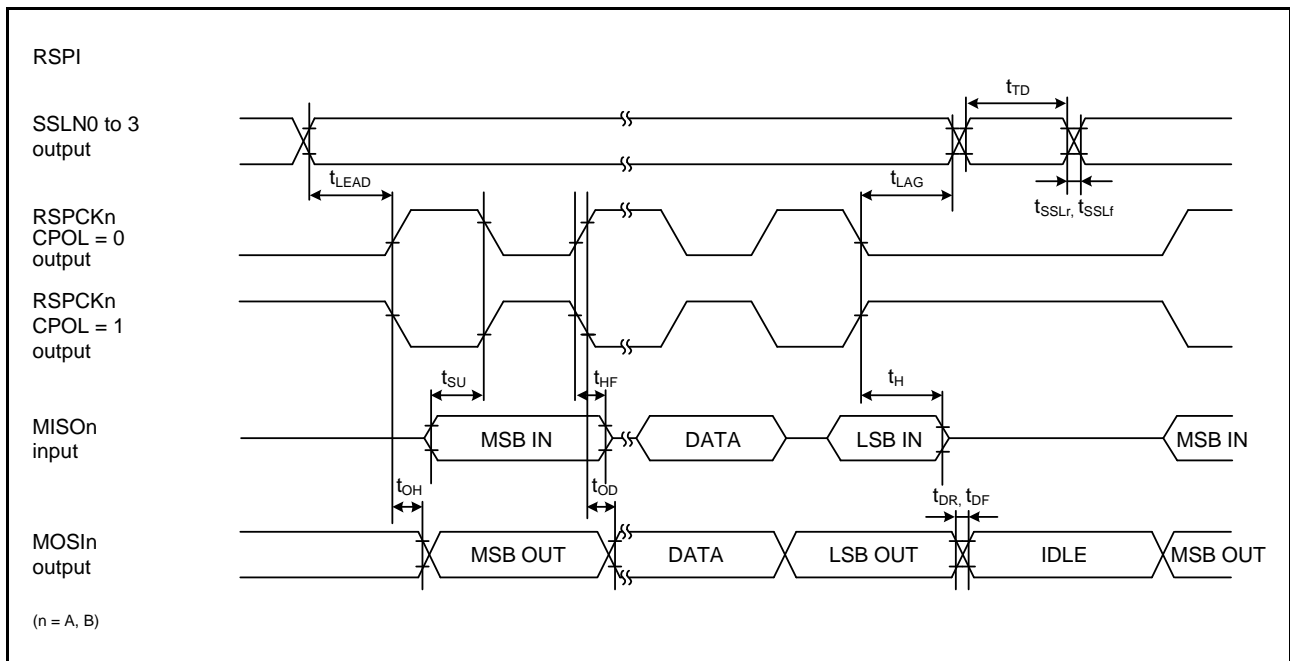 RSPI
tTD
SSLN0 to 3
output
tLEAD
tLAG
tSSLr, tSSLf
RSPCKn
CPOL = 0
output
RSPCKn
CPOL = 1
output
tSU
tHF
tH
MISOn
input
MSB IN
DATA
LSB IN
MSB IN
tOH
tOD
tDR, tDF
MOSIn
output
MSB OUT
DATA
LSB OUT
IDLE
MSB OUT
(n = A, B)